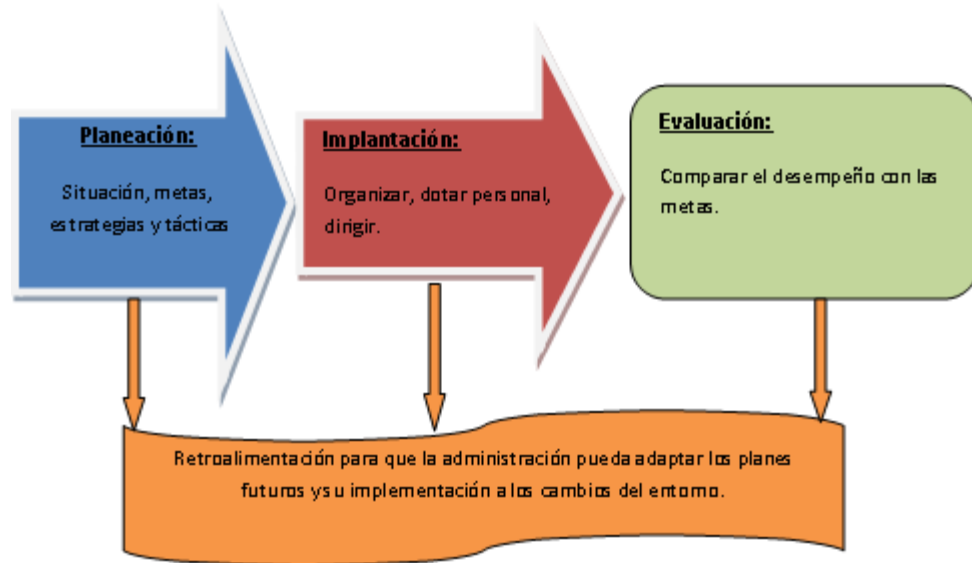 Planeación:
Situación, metas,
estrategias y tácticas
Implantación:
Organizar, dotar personal,
dirigir.
Evaluación:
Comparar el desempeño con las
metas.
Retroalimentación para que la administración pueda adaptar los planes
futuros y su implementación a los cambios del entorno.